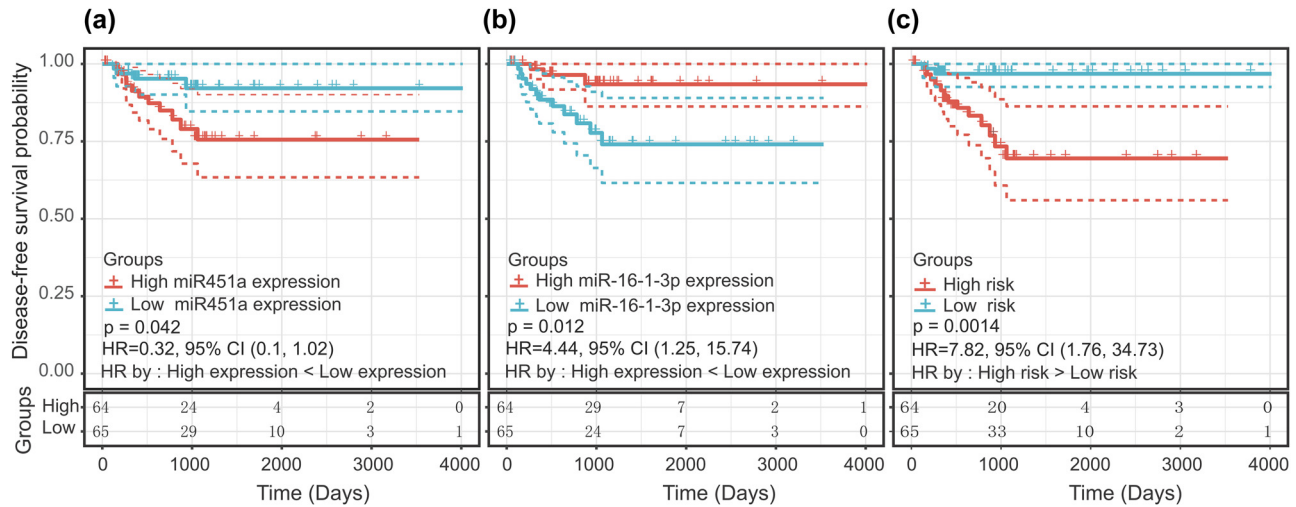 (a) (b) (c)
Disease-free survival probability
1.00
0.75
0.50
0.25
0.00
Groups
High miR451a expression
Low miR451a expression
p = 0.042
HR=0.32, 95% CI (0.1, 1.02)
HR by : High expression < Low expression
Groups
High miR-16-1-3p expression
Low miR-16-1-3p expression
p = 0.012
HR=4.44, 95% CI (1.25, 15.74)
HR by : High expression < Low expression
Groups
High risk
Low risk
p = 0.0014
HR=7.82, 95% CI (1.76, 34.73)
HR by : High risk > Low risk
Groups
High 64 24 4 2 0 64 29 7 2 1 64 20 4 3 0
Low 65 29 10 3 1 65 24 7 3 0 65 33 10 2 1
0 1000 2000 3000 4000 0 1000 2000 3000 4000 0 1000 2000 3000 4000
Time (Days) Time (Days) Time (Days)